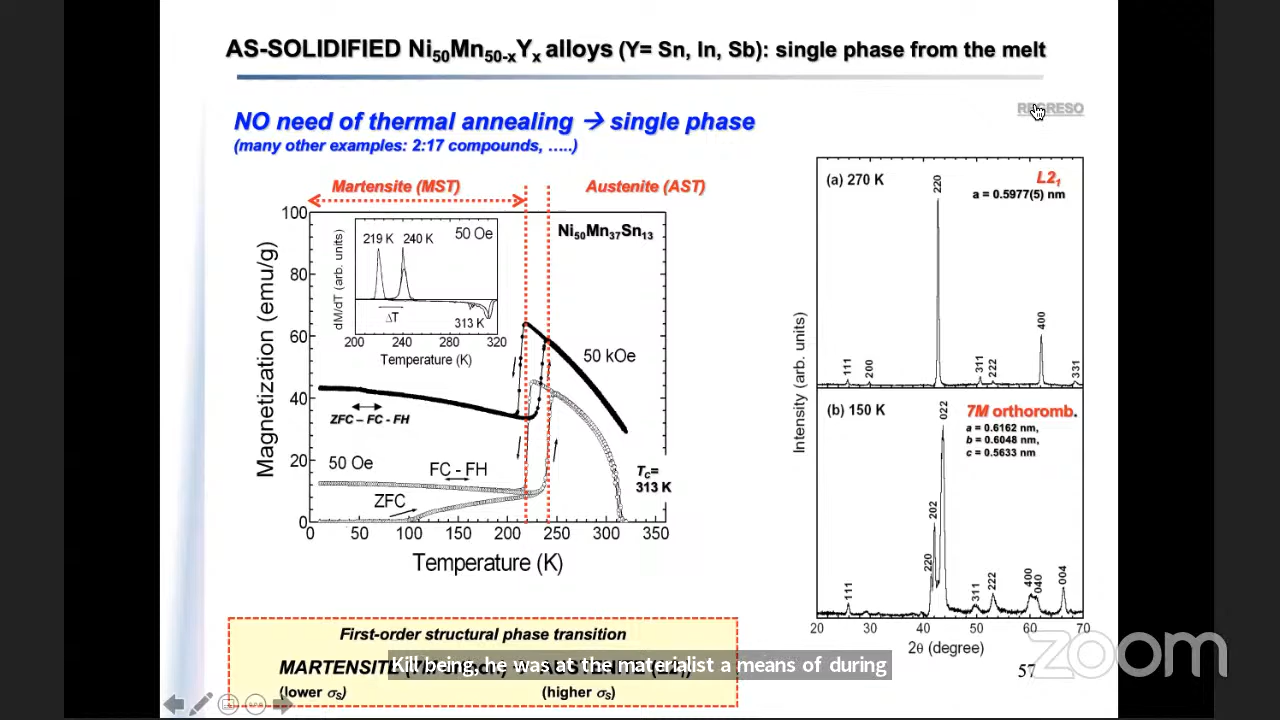 AS-SOLIDIFIED Ni50Mn50-xYx alloys (Y= Sn, In, Sb): single phase from the melt
REGRESO
NO need of thermal annealing → single phase
(many other examples: 2:17 compounds, .....)
Martensite (MST)
Austenite (AST)
Magnetization (emu/g)
100
80
60
40
20
0
0 50 100 150 200 250 300 350
Temperature (K)
Ni50Mn37Sn13
dM/dT (arb. units)
219 K
240 K
50 Oe
ΔT
313 K
200 240 280 320
Temperature (K)
50 kOe
ZFC – FC - FH
50 Oe
FC - FH
ZFC
TC=
313 K
Intensity (arb. units)
(a) 270 K
L21
a = 0.5977(5) nm
111
200
220
311
222
400
331
(b) 150 K
7M orthoromb.
a = 0.6162 nm,
b = 0.6048 nm,
c = 0.5633 nm
111
220
202
022
311
222
400
040
004
20 30 40 50 60 70
2θ (degree)
First-order structural phase transition
MARTENSITE
(lower σS)
(higher σS)
Kill being, he was at the materialist a means of during
57
zoom